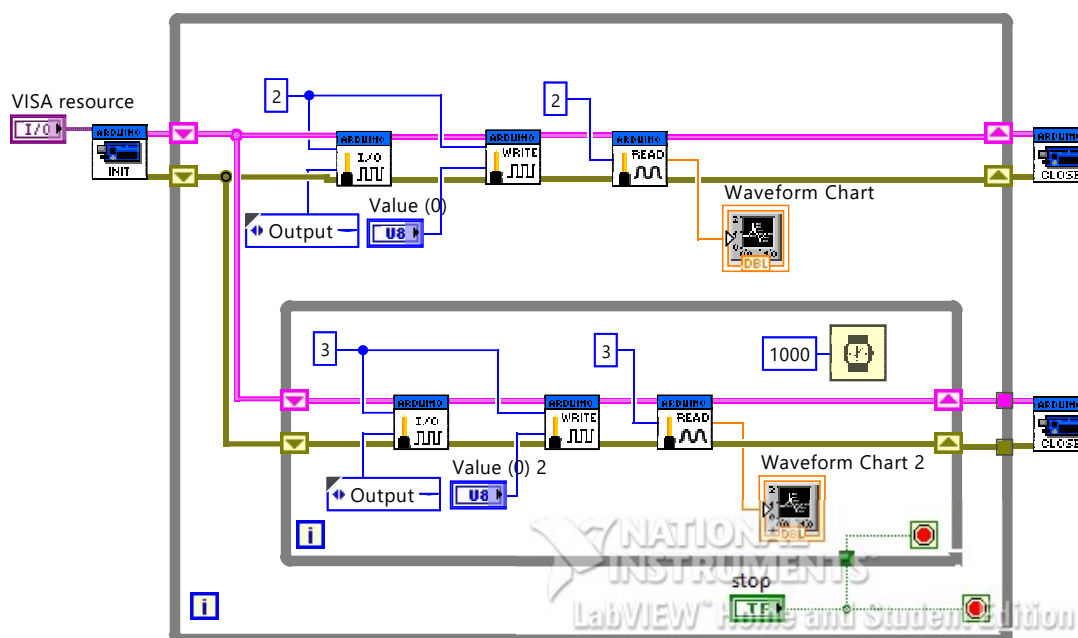 VISA resource
I/O
ARDUINO
INIT
2
2
ARDUINO
I/O
ARDUINO
WRITE
ARDUINO
READ
ARDUINO
CLOSE
Output
Value (0)
U8
Waveform Chart
DBL
3
3
1000
ARDUINO
I/O
ARDUINO
WRITE
ARDUINO
READ
ARDUINO
CLOSE
Output
Value (0) 2
U8
Waveform Chart 2
DBL
i
NATIONAL
INSTRUMENTS
stop
TF
i
LabVIEW™ Home and Student Edition